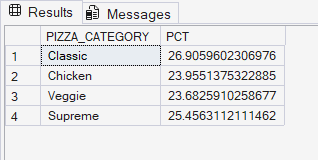 Results Messages
PIZZA_CATEGORY PCT
1 Classic 26.9059602306976
2 Chicken 23.9551375322885
3 Veggie 23.6825910258677
4 Supreme 25.4563112111462